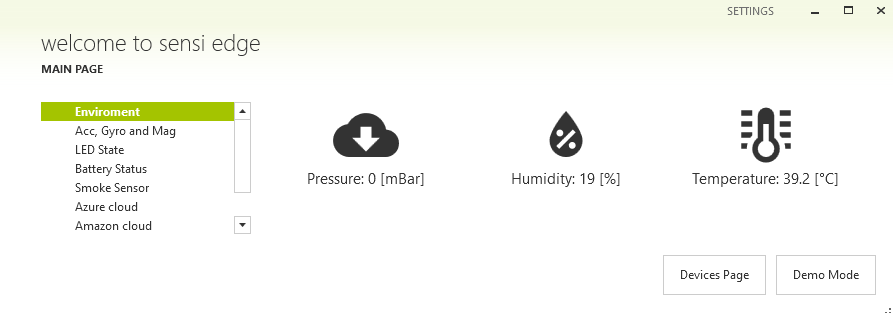 SETTINGS
welcome to sensi edge
MAIN PAGE
Enviroment
Acc, Gyro and Mag
LED State
Battery Status
Smoke Sensor
Azure cloud
Amazon cloud
Pressure: 0 [mBar]
Humidity: 19 [%]
Temperature: 39.2 [°C]
Devices Page
Demo Mode